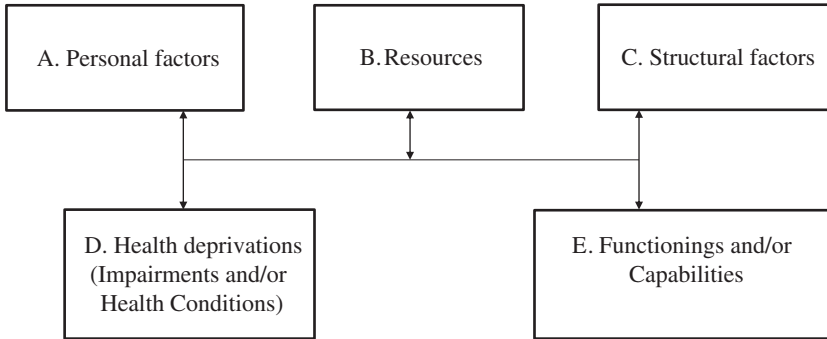 A. Personal factors
B. Resources
C. Structural factors
D. Health deprivations
(Impairments and/or
Health Conditions)
E. Functionings and/or
Capabilities